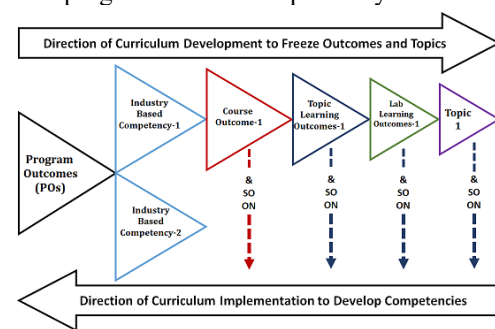 Direction of Curriculum Development to Freeze Outcomes and Topics
Program
Outcomes
(POs)
Industry
Based
Competency-1
Industry
Based
Competency-2
Course
Outcome-1
Topic
Learning
Outcomes-1
Lab
Learning
Outcomes-1
Topic
1
&
SO
ON
&
SO
ON
&
SO
ON
&
SO
ON
Direction of Curriculum Implementation to Develop Competencies